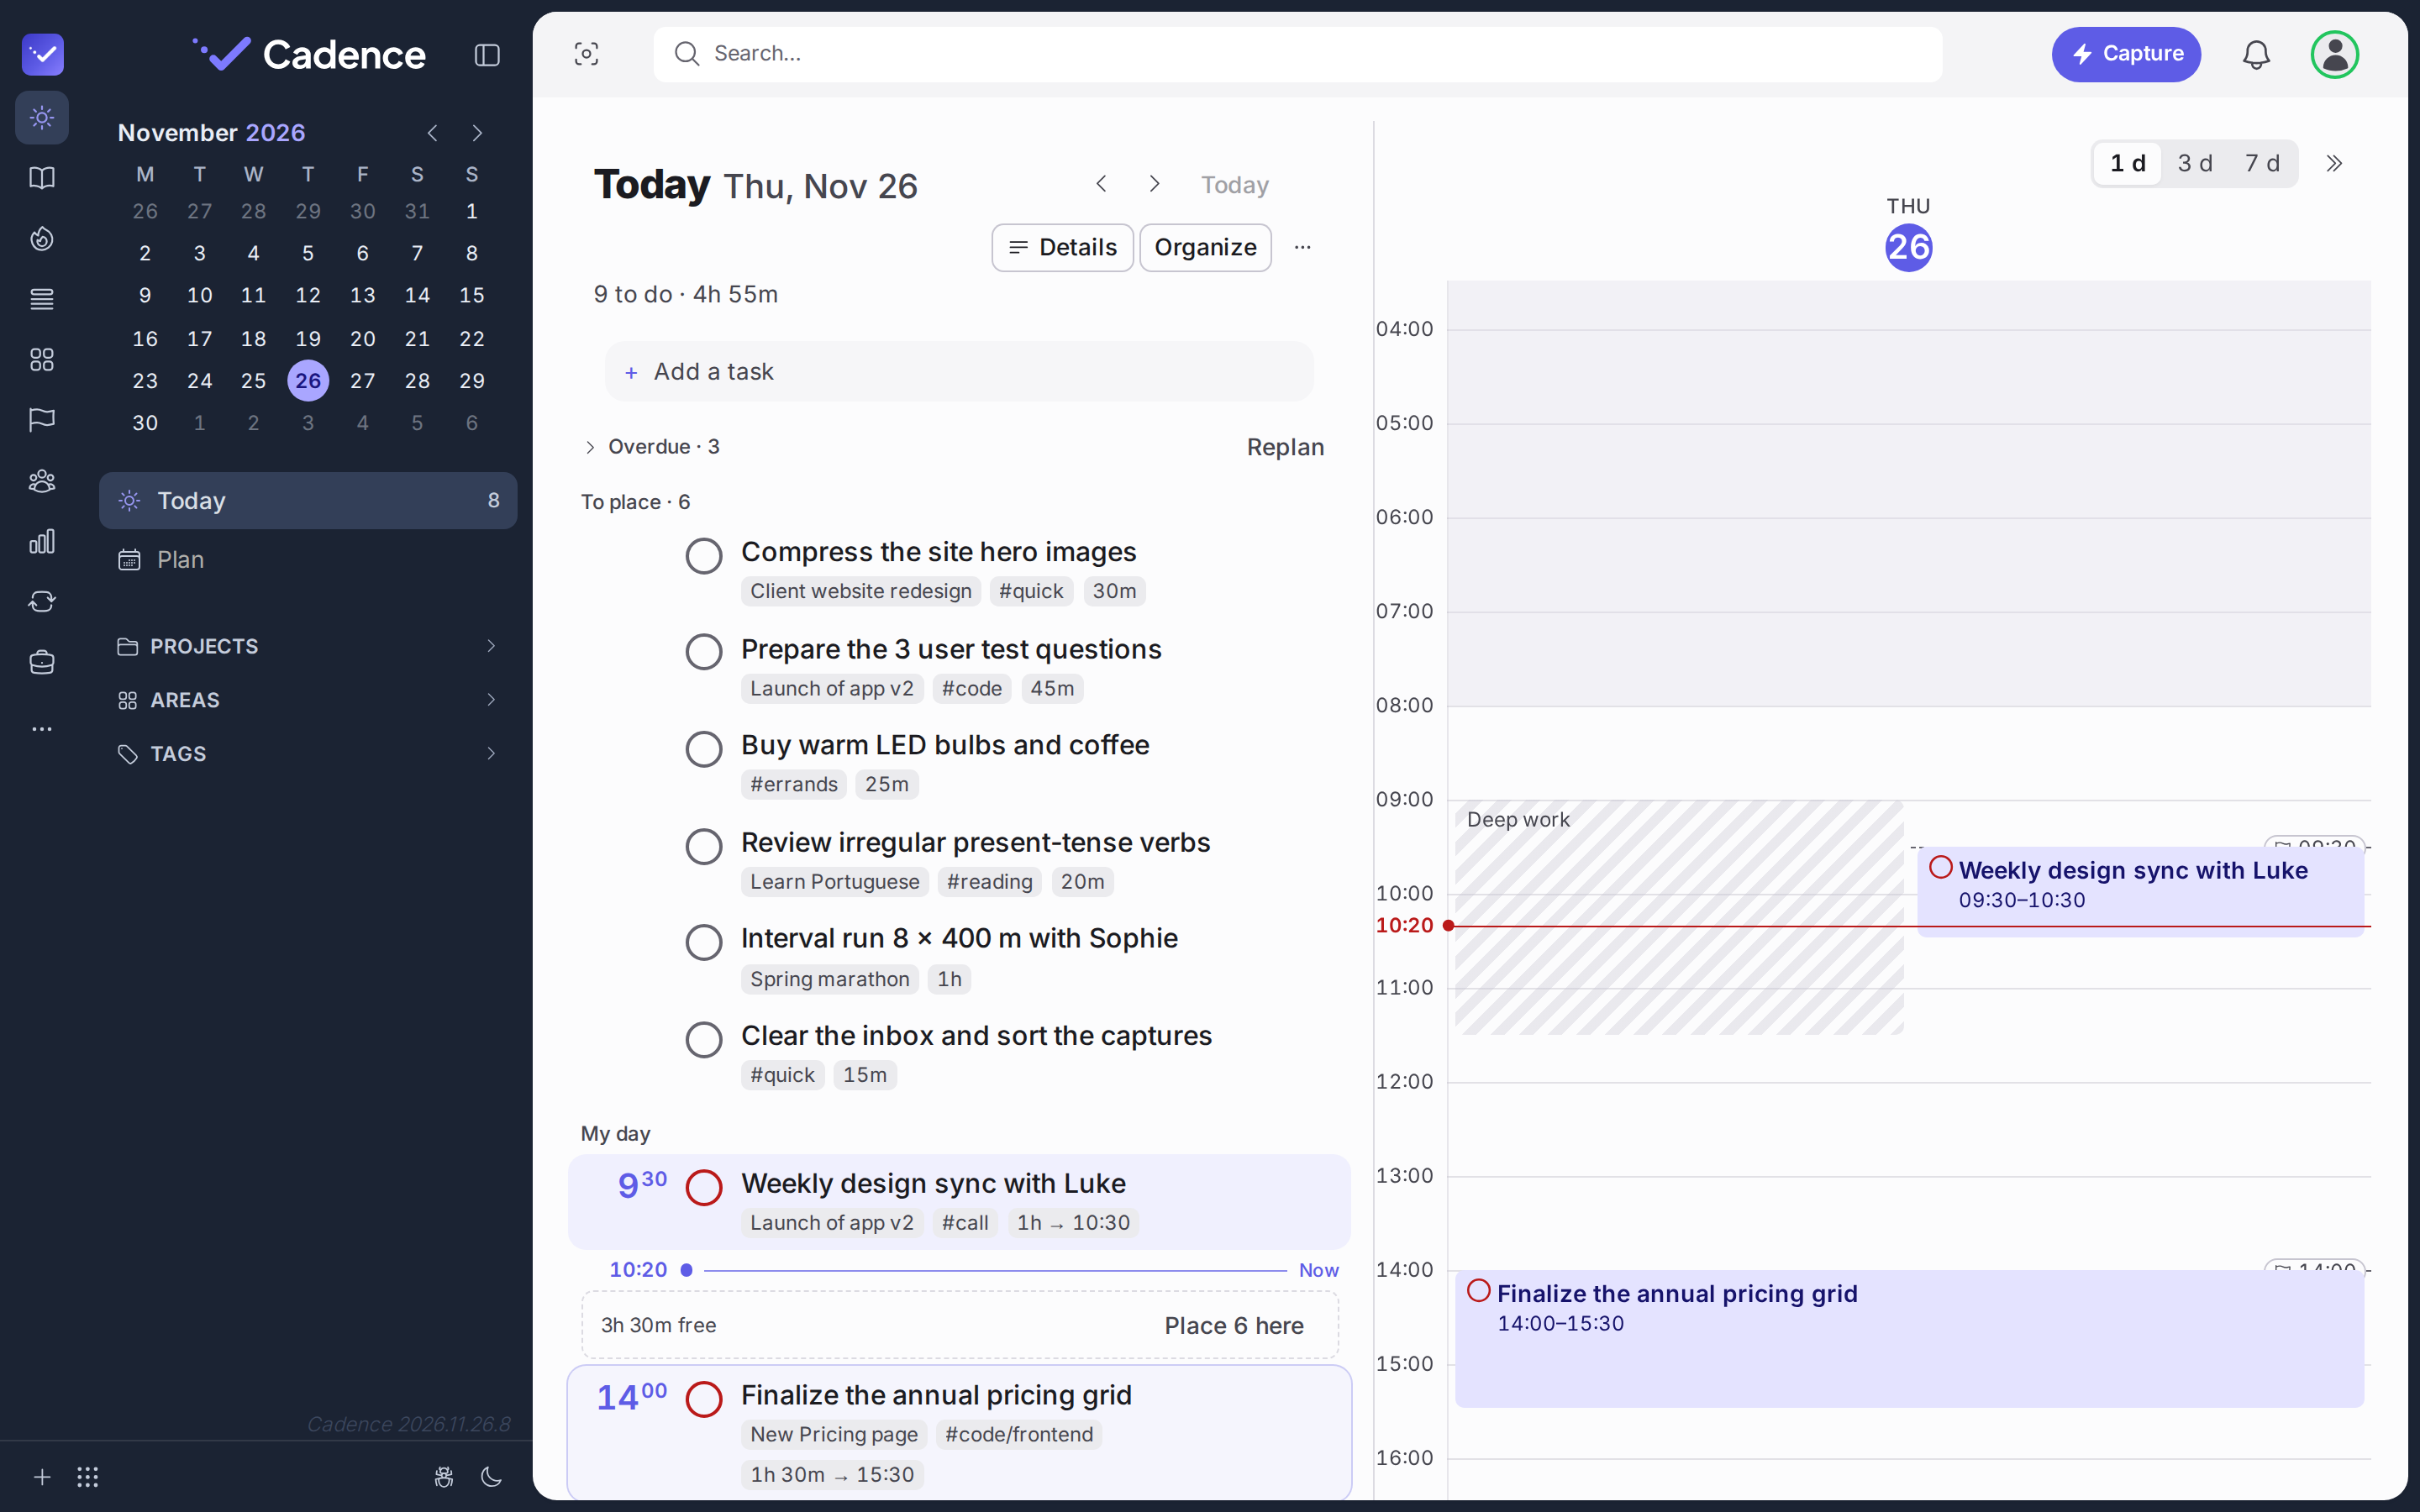 Cadence
November 2026
M T W T F S S
26 27 28 29 30 31 1
2 3 4 5 6 7 8
9 10 11 12 13 14 15
16 17 18 19 20 21 22
23 24 25 26 27 28 29
30 1 2 3 4 5 6
Today 8
Plan
PROJECTS
AREAS
TAGS
Cadence 2026.11.26.8
Search...
Capture
Today Thu, Nov 26
Today
Details
Organize
9 to do · 4h 55m
+ Add a task
Overdue · 3
Replan
To place · 6
Compress the site hero images
Client website redesign #quick 30m
Prepare the 3 user test questions
Launch of app v2 #code 45m
Buy warm LED bulbs and coffee
#errands 25m
Review irregular present-tense verbs
Learn Portuguese #reading 20m
Interval run 8 × 400 m with Sophie
Spring marathon 1h
Clear the inbox and sort the captures
#quick 15m
My day
9 30 Weekly design sync with Luke
Launch of app v2 #call 1h → 10:30
10:20 Now
3h 30m free Place 6 here
14 00 Finalize the annual pricing grid
New Pricing page #code/frontend
1h 30m → 15:30
1 d 3 d 7 d
THU
26
04:00
05:00
06:00
07:00
08:00
09:00
Deep work
09:30
Weekly design sync with Luke
09:30–10:30
10:00
10:20
11:00
12:00
13:00
14:00
14:00
Finalize the annual pricing grid
14:00–15:30
15:00
16:00